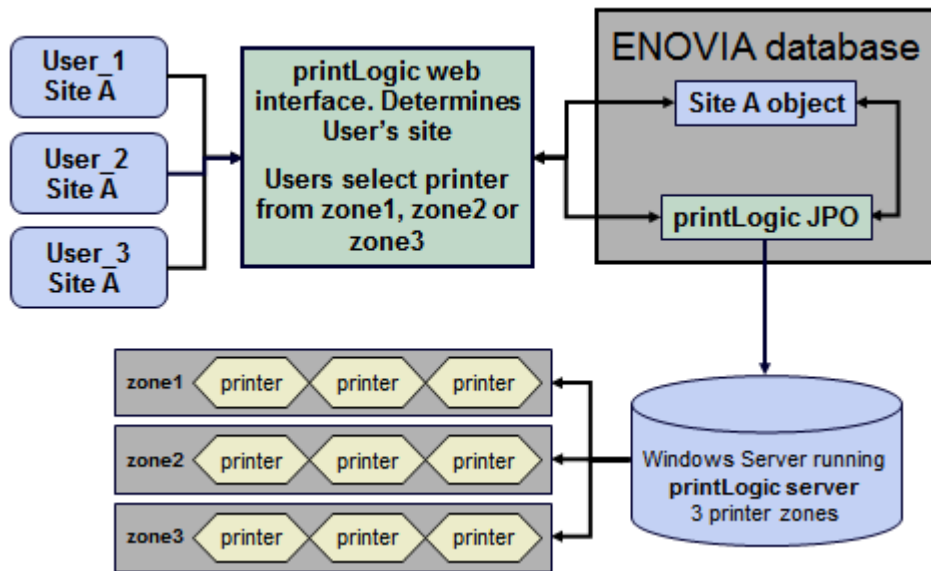 User_1
Site A
User_2
Site A
User_3
Site A
printLogic web
interface. Determines
User's site
Users select printer
from zone1, zone2 or
zone3
ENOVIA database
Site A object
printLogic JPO
zone1 printer printer printer
zone2 printer printer printer
zone3 printer printer printer
Windows Server running
printLogic server
3 printer zones